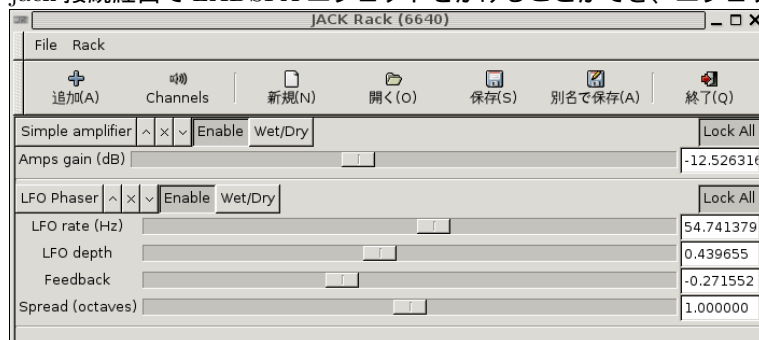 JACK Rack (6640)
File Rack
追加(A) Channels 新規(N) 開く(O) 保存(S) 別名で保存(A) 終了(Q)
Simple amplifier Enable Wet/Dry Lock All
Amps gain (dB) -12.526316
LFO Phaser Enable Wet/Dry Lock All
LFO rate (Hz) 54.741379
LFO depth 0.439655
Feedback -0.271552
Spread (octaves) 1.000000